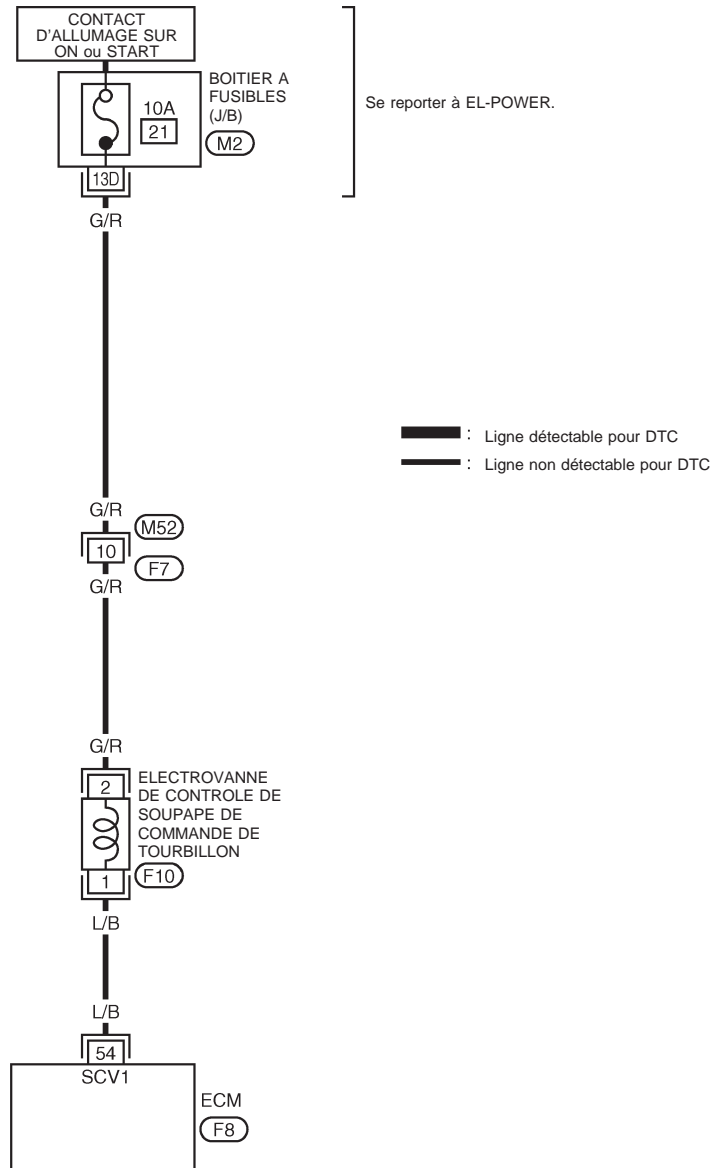 CONTACT
D'ALLUMAGE SUR
ON ou START
BOITIER A
FUSIBLES
(J/B)
M2
10A
21
13D
Se reporter à EL-POWER.
G/R
: Ligne détectable pour DTC
: Ligne non détectable pour DTC
G/R
M52
10
F7
G/R
G/R
2
ELECTROVANNE
DE CONTROLE DE
SOUPAPE DE
COMMANDE DE
TOURBILLON
F10
1
L/B
L/B
54
SCV1
ECM
F8